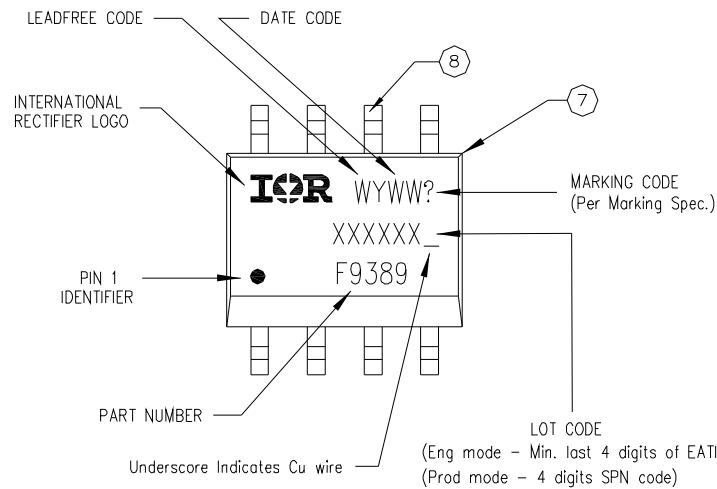 LEADFREE CODE
DATE CODE
8
7
INTERNATIONAL
RECTIFIER LOGO
IOR WYWW?
MARKING CODE
(Per Marking Spec.)
XXXXXX_
PIN 1
IDENTIFIER
F9389
PART NUMBER
LOT CODE
(Eng mode – Min. last 4 digits of EATI
(Prod mode – 4 digits SPN code)
Underscore Indicates Cu wire